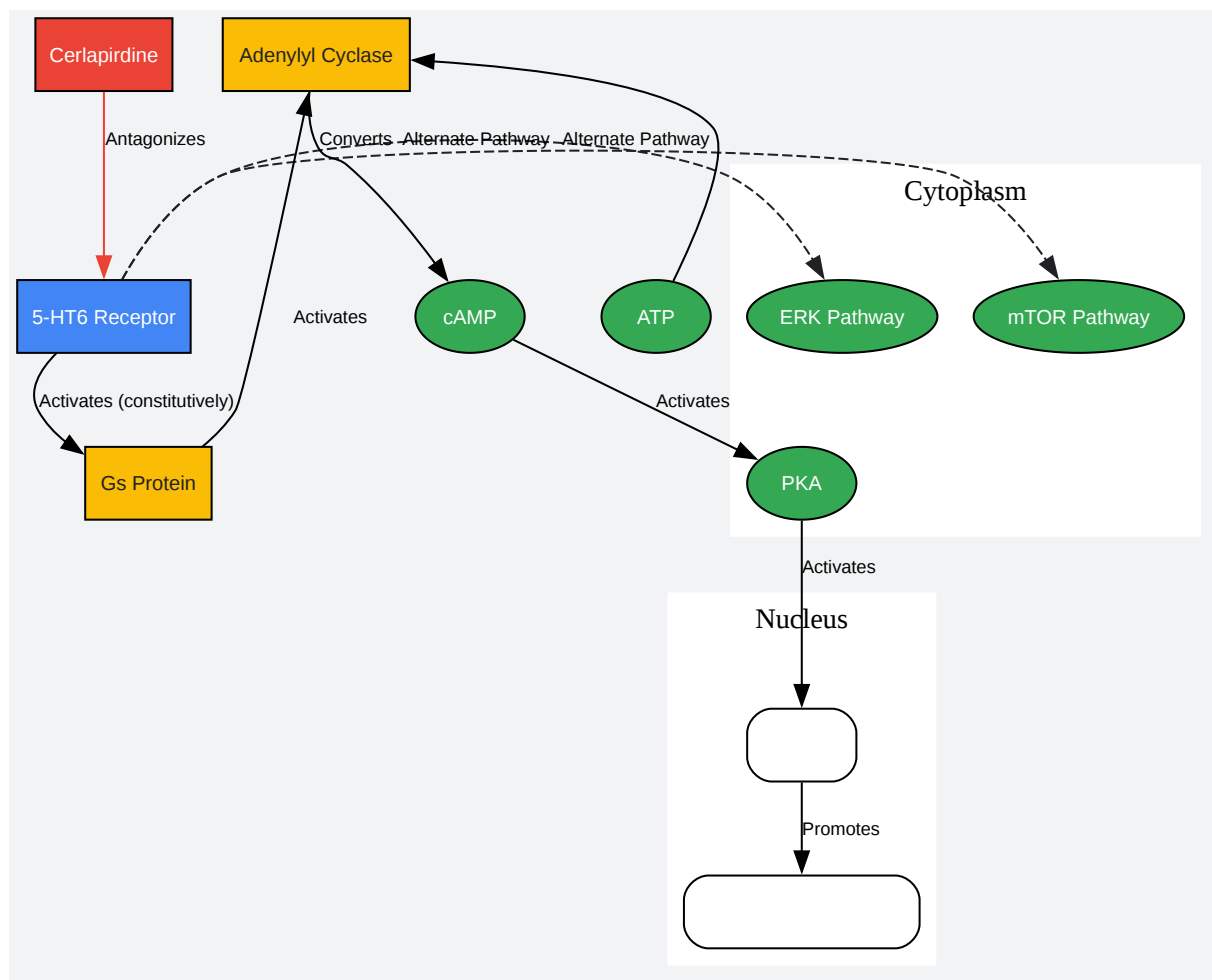 Cerlapirdine
Adenylyl Cyclase
Antagonizes
Converts
Alternate Pathway
Alternate Pathway
Cytoplasm
5-HT6 Receptor
Activates
cAMP
ATP
ERK Pathway
mTOR Pathway
Activates (constitutively)
Activates
Gs Protein
PKA
Activates
Nucleus
Promotes